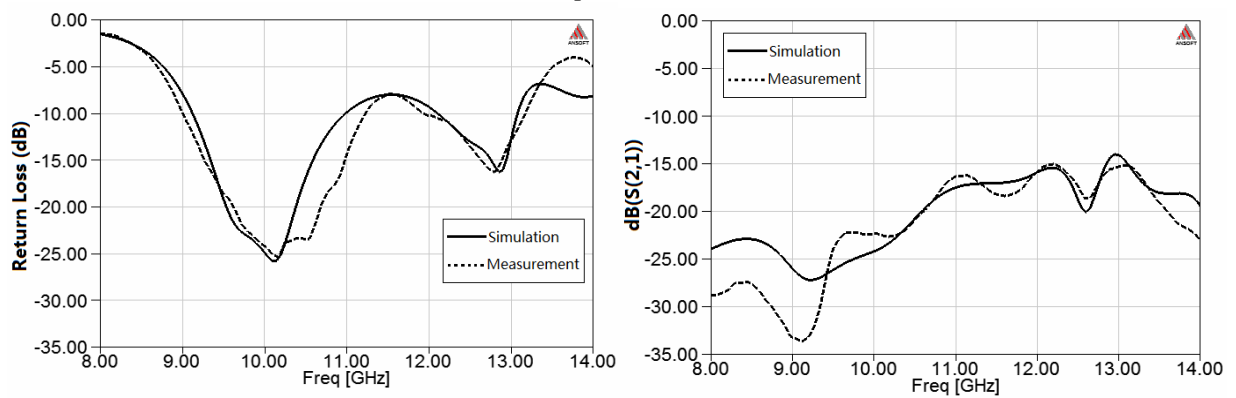 0.00
-5.00
-10.00
-15.00
-20.00
-25.00
-30.00
-35.00
Return Loss (dB)
8.00 9.00 10.00 11.00 12.00 13.00 14.00
Freq [GHz]
ANSOFT
Simulation
Measurement
0.00
-5.00
-10.00
-15.00
-20.00
-25.00
-30.00
-35.00
dB(S(2,1))
8.00 9.00 10.00 11.00 12.00 13.00 14.00
Freq [GHz]
ANSOFT
Simulation
Measurement